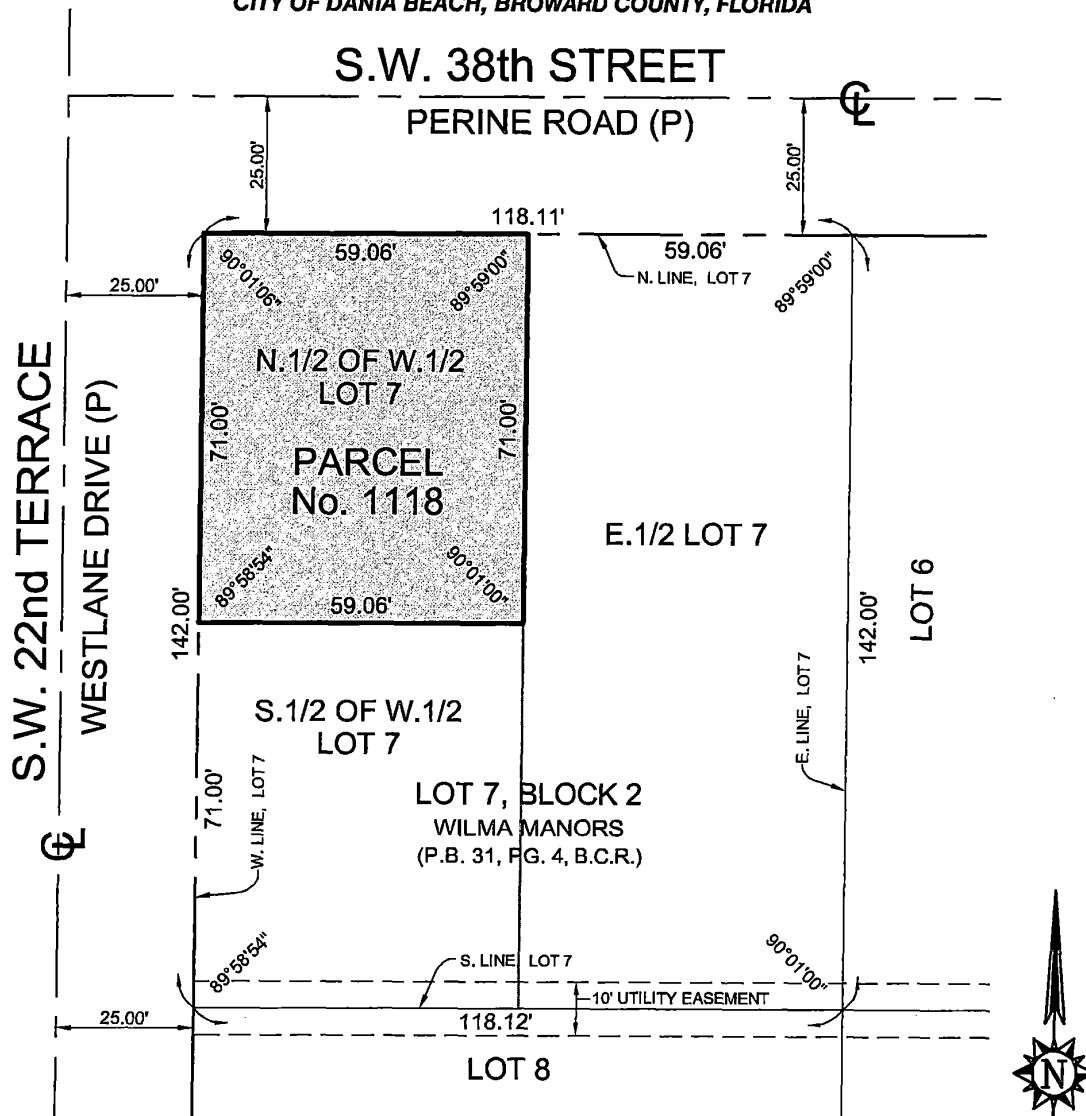 CITY OF DANIA BEACH, BROWARD COUNTY, FLORIDA
S.W. 38th STREET
CL
PERINE ROAD (P)
25.00'
25.00'
118.11'
59.06'
59.06'
N. LINE, LOT 7
90°01'06"
89°59'00"
89°59'00"
25.00'
N.1/2 OF W.1/2
LOT 7
71.00'
71.00'
PARCEL
No. 1118
S.W. 22nd TERRACE
WESTLANE DRIVE (P)
CL
E.1/2 LOT 7
89°58'54"
90°01'00"
59.06'
142.00'
142.00'
LOT 6
E. LINE, LOT 7
S.1/2 OF W.1/2
LOT 7
71.00'
W. LINE, LOT 7
LOT 7, BLOCK 2
WILMA MANORS
(P.B. 31, PG. 4, B.C.R.)
89°58'54"
90°01'00"
S. LINE, LOT 7
10' UTILITY EASEMENT
25.00'
118.12'
LOT 8
N